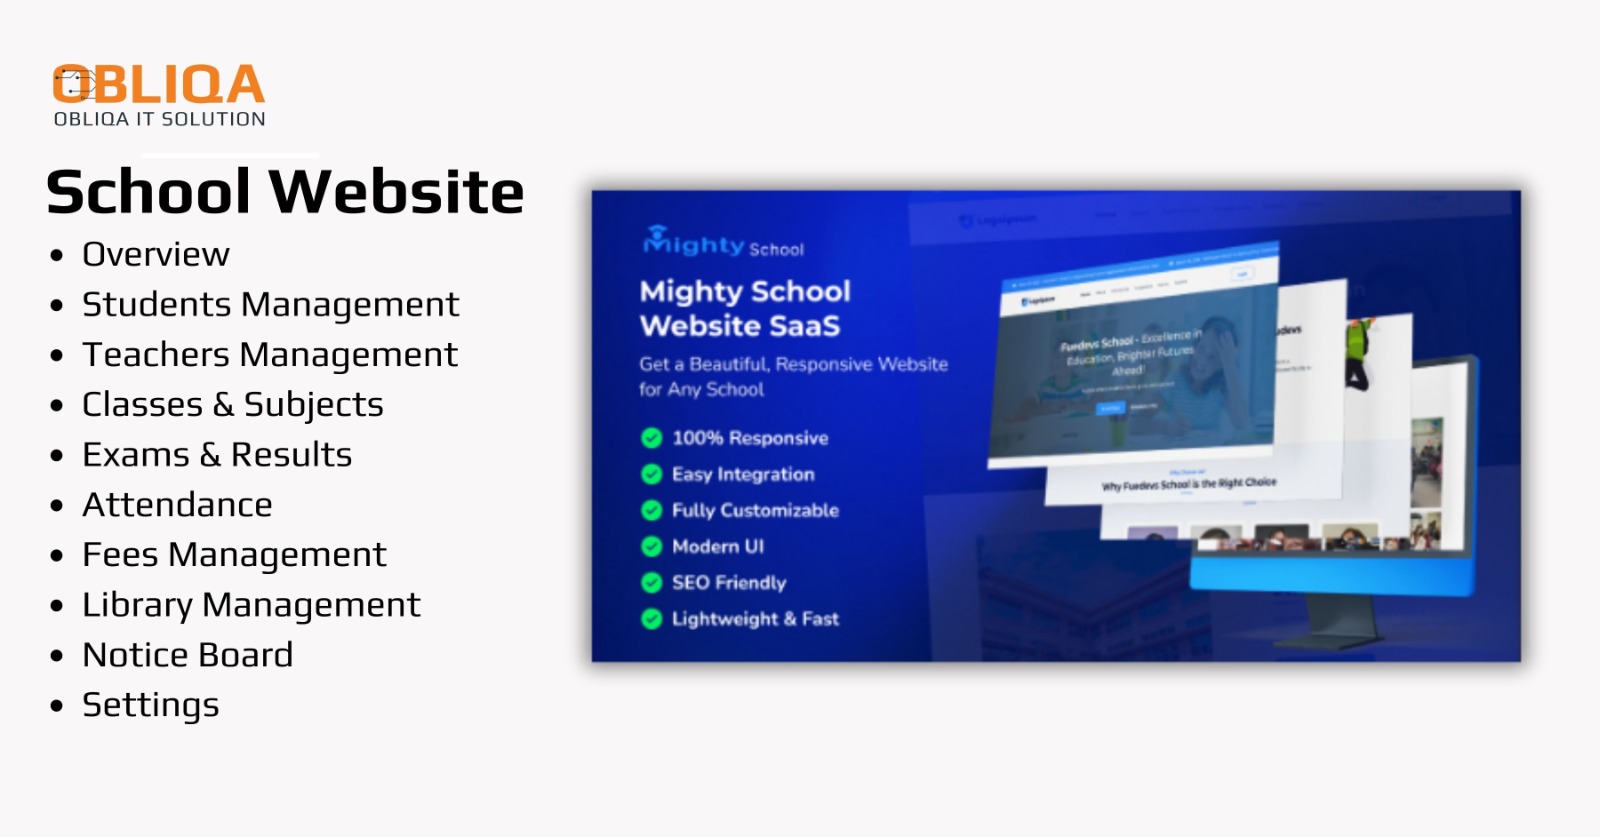 OBLIQA
OBLIQA IT SOLUTION
School Website
• Overview
• Students Management
• Teachers Management
• Classes & Subjects
• Exams & Results
• Attendance
• Fees Management
• Library Management
• Notice Board
• Settings
Mighty School
Mighty School
Website SaaS
Get a Beautiful, Responsive Website
for Any School
100% Responsive
Easy Integration
Fully Customizable
Modern UI
SEO Friendly
Lightweight & Fast
Logoipsum
Logoipsum
Fuedevs School - Excellence in
Education, Brighter Futures
Ahead!
Why Fuedevs School is the Right Choice